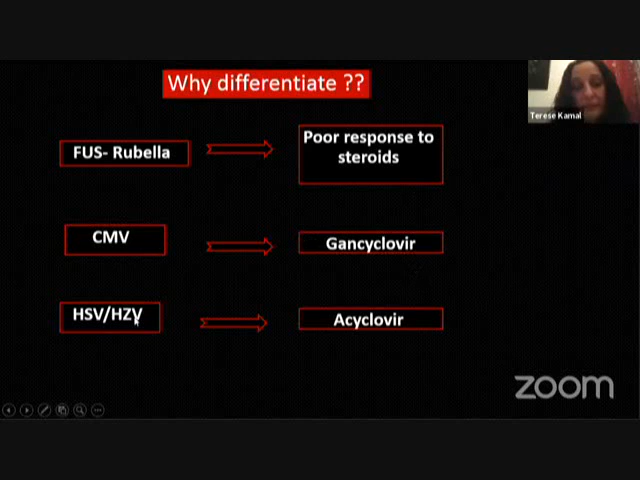 Why differentiate ??
Terese Kamal
FUS- Rubella
Poor response to
steroids
CMV
Gancyclovir
HSV/HZV
Acyclovir
zoom